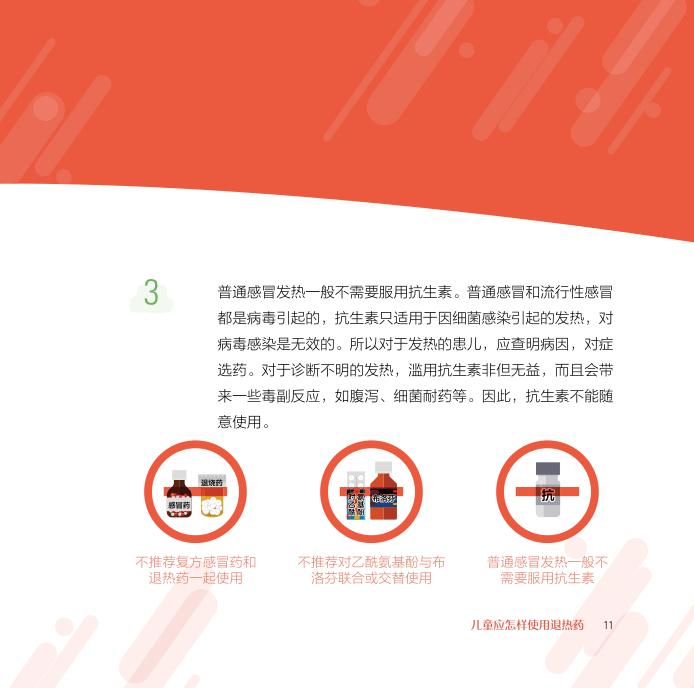 3
普通感冒发热一般不需要服用抗生素。普通感冒和流行性感冒
都是病毒引起的，抗生素只适用于因细菌感染引起的发热，对
病毒感染是无效的。所以对于发热的患儿，应查明病因，对症
选药。对于诊断不明的发热，滥用抗生素非但无益，而且会带
来一些毒副反应，如腹泻、细菌耐药等。因此，抗生素不能随
意使用。
感冒药
退烧药
对乙酰
氨基酚
布洛芬
抗
不推荐复方感冒药和
退热药一起使用
不推荐对乙酰氨基酚与布
洛芬联合或交替使用
普通感冒发热一般不
需要服用抗生素
儿童应怎样使用退热药 11